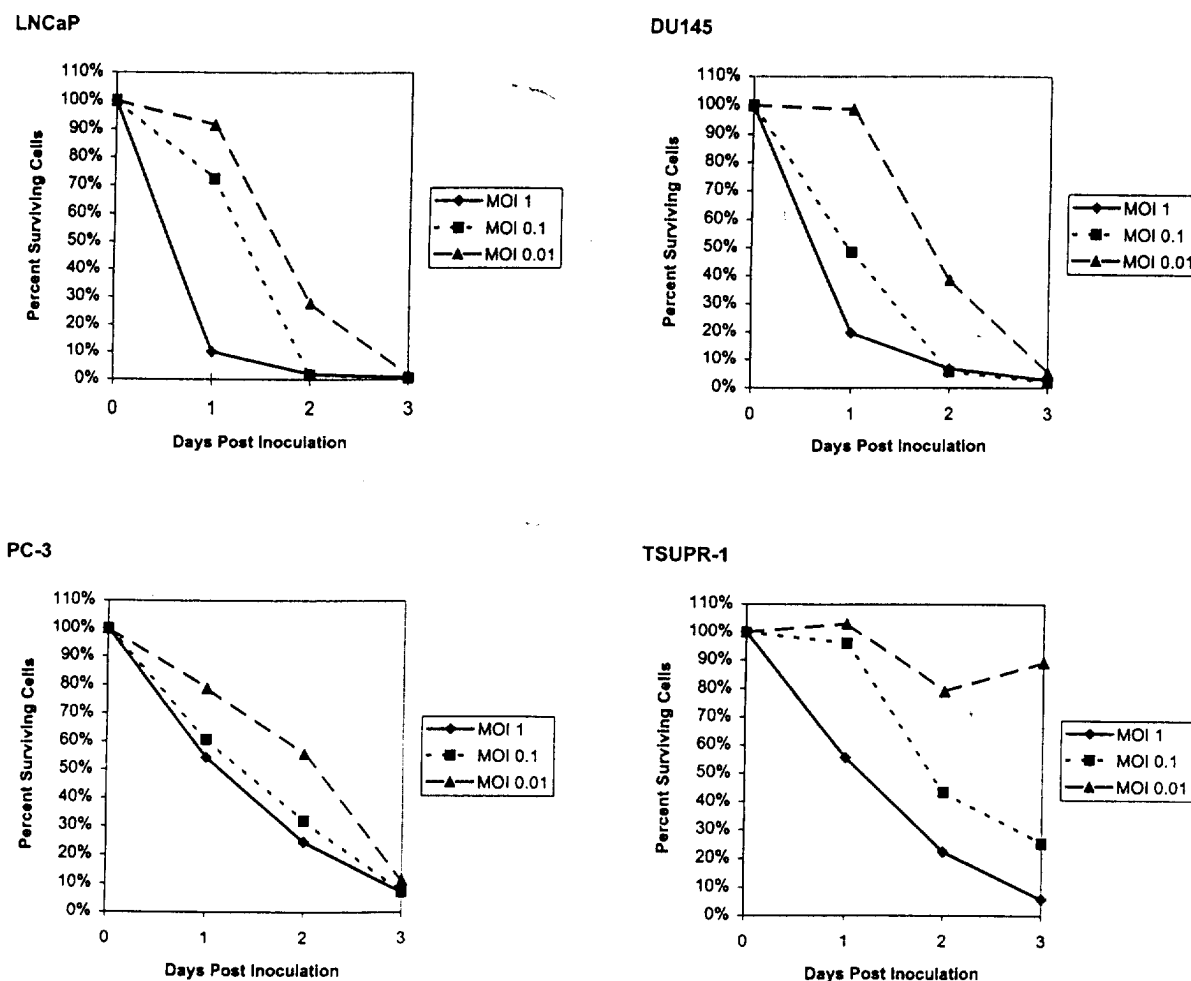 LNCaP
110%
100%
90%
80%
70%
60%
50%
40%
30%
20%
10%
0%
Percent Surviving Cells
0 1 2 3
Days Post Inoculation
MOI 1
MOI 0.1
MOI 0.01
DU145
110%
100%
90%
80%
70%
60%
50%
40%
30%
20%
10%
0%
Percent Surviving Cells
0 1 2 3
Days Post Inoculation
MOI 1
MOI 0.1
MOI 0.01
PC-3
110%
100%
90%
80%
70%
60%
50%
40%
30%
20%
10%
0%
Percent Surviving Cells
0 1 2 3
Days Post Inoculation
MOI 1
MOI 0.1
MOI 0.01
TSUPR-1
110%
100%
90%
80%
70%
60%
50%
40%
30%
20%
10%
0%
Percent Surviving Cells
0 1 2 3
Days Post Inoculation
MOI 1
MOI 0.1
MOI 0.01